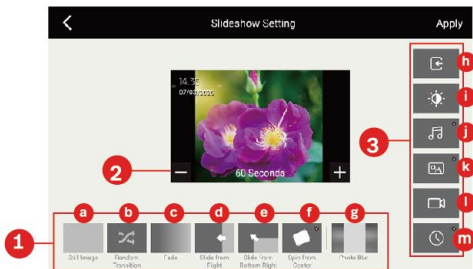 Slideshow Setting
Apply
14:35
07/03/2020
60 Seconds
1
2
3
a
b
c
d
e
f
g
h
i
j
k
l
m
Still Image
Random Transition
Fade
Slide from Right
Slide from Bottom Right
Spin from Center
Photo Blur